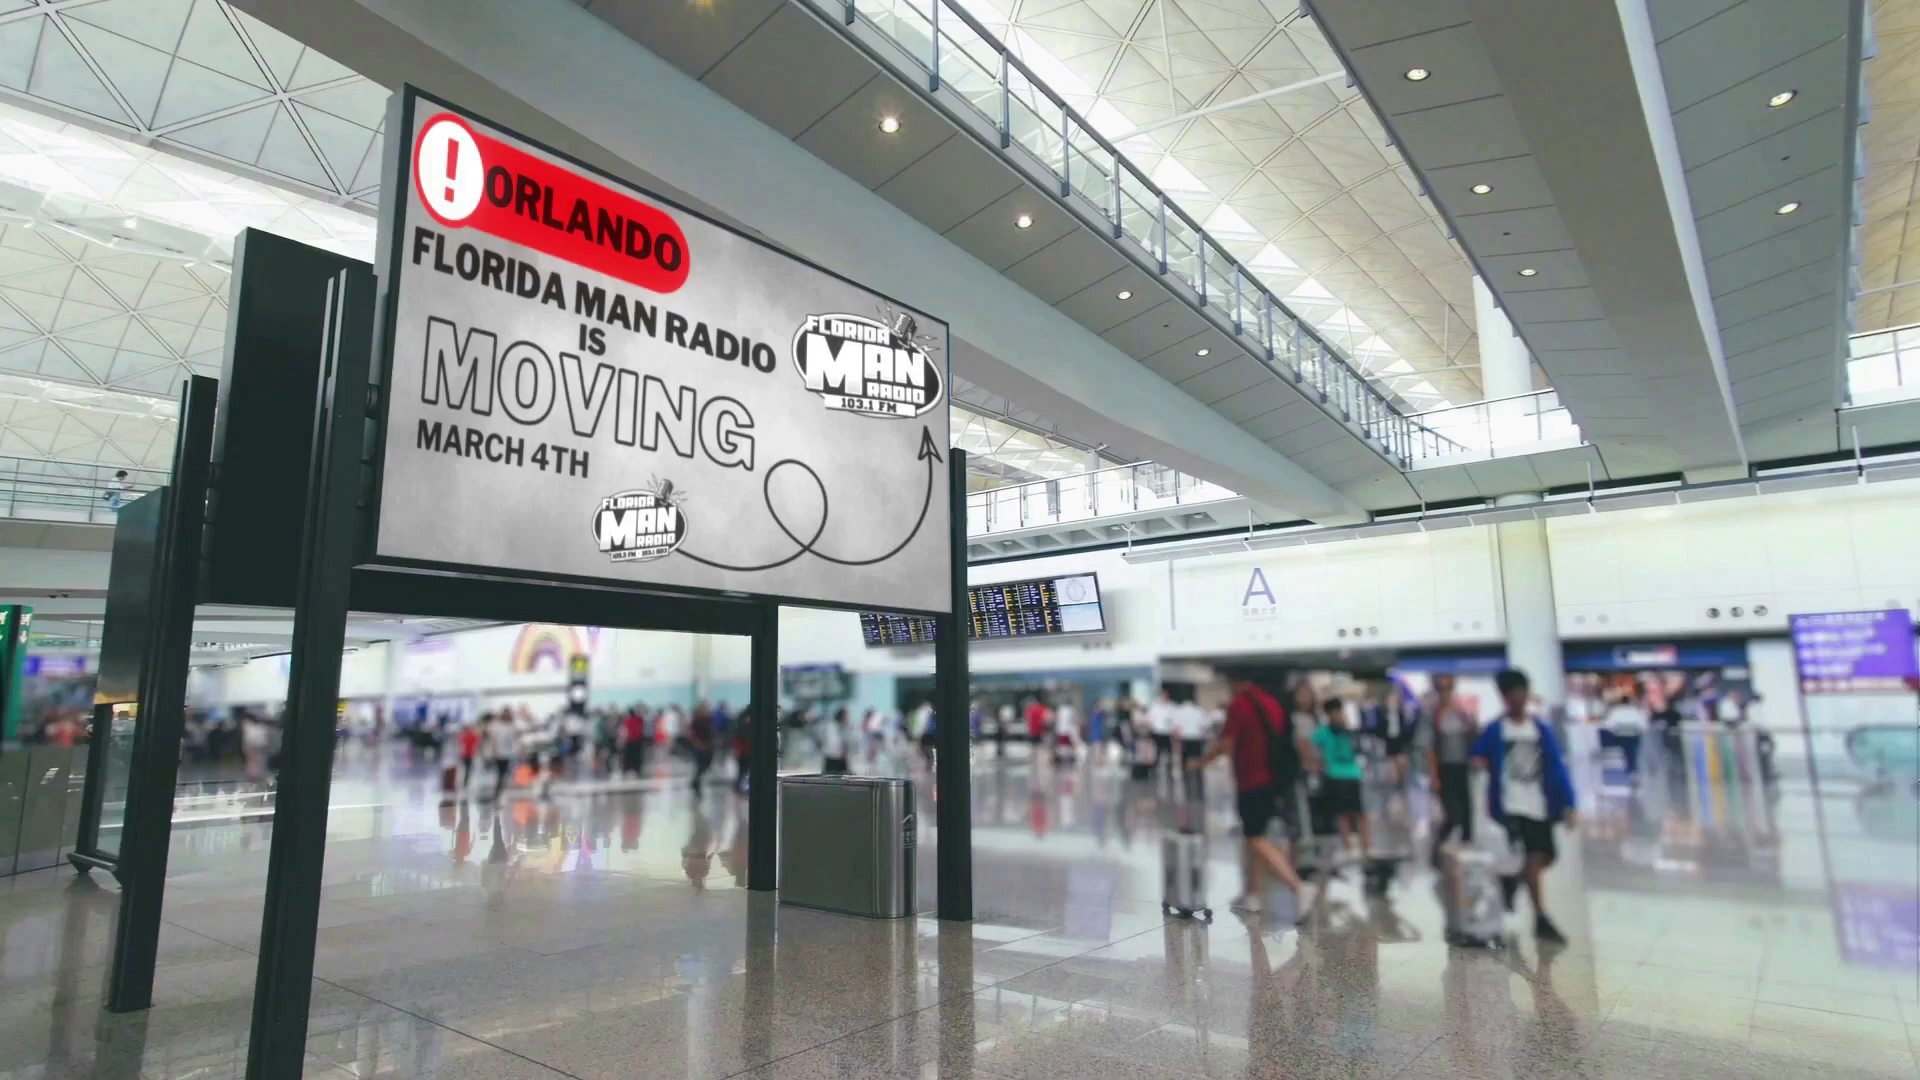 ! ORLANDO
FLORIDA MAN RADIO
IS
MOVING
MARCH 4TH
FLORIDA
MAN
RADIO
103.1 FM
FLORIDA
MAN
RADIO
A